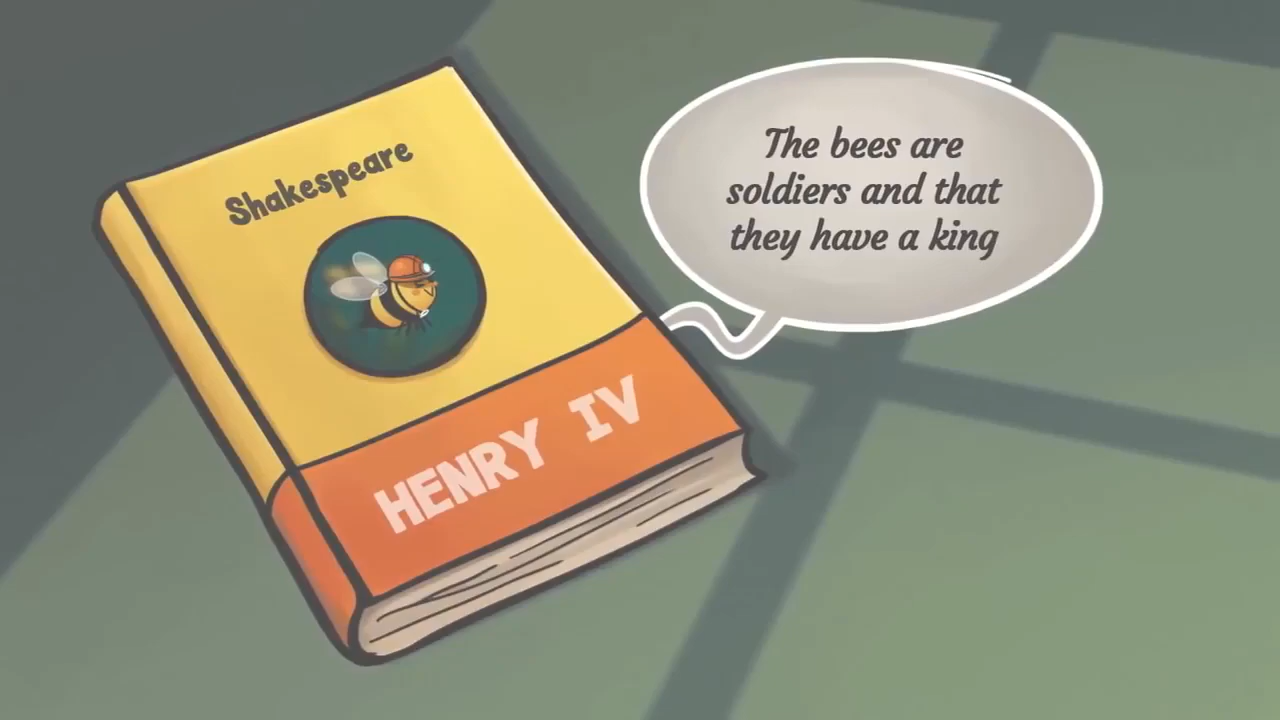 Shakespeare
HENRY IV
The bees are
soldiers and that
they have a king